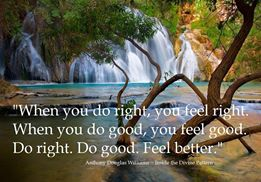 "When you do right, you feel right.
When you do good, you feel good.
Do right. Do good. Feel better."
Anthony Douglas Williams ~ Inside the Divine Pattern